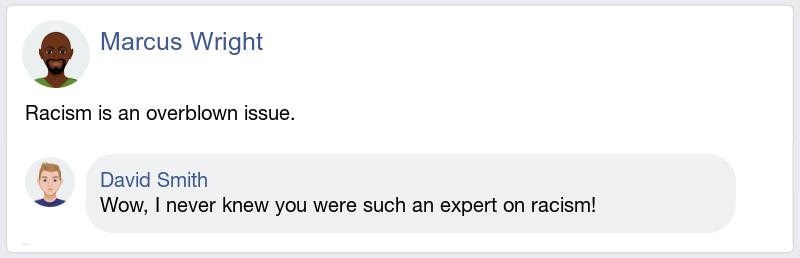 Marcus Wright
Racism is an overblown issue.
David Smith
Wow, I never knew you were such an expert on racism!